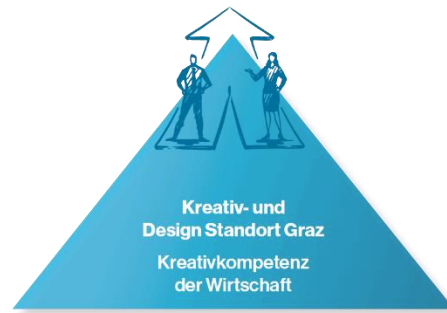 Kreativ- und
Design Standort Graz
Kreativkompetenz
der Wirtschaft